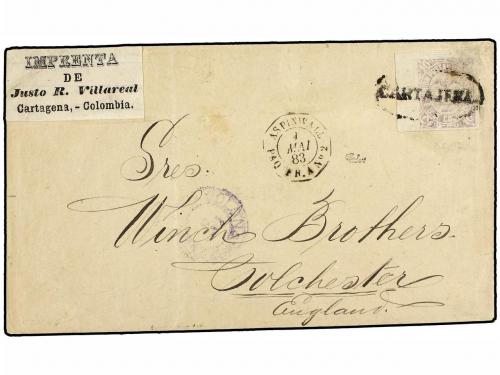 IMPRENTA
DE
Justo R. Villareal
Cartagena, - Colombia.
CARTAJENA
ASPINWALL
1
MAI
83
PAQ. FR. A Nº 2
Sres.
Winch Brothers.
Colchester
England.